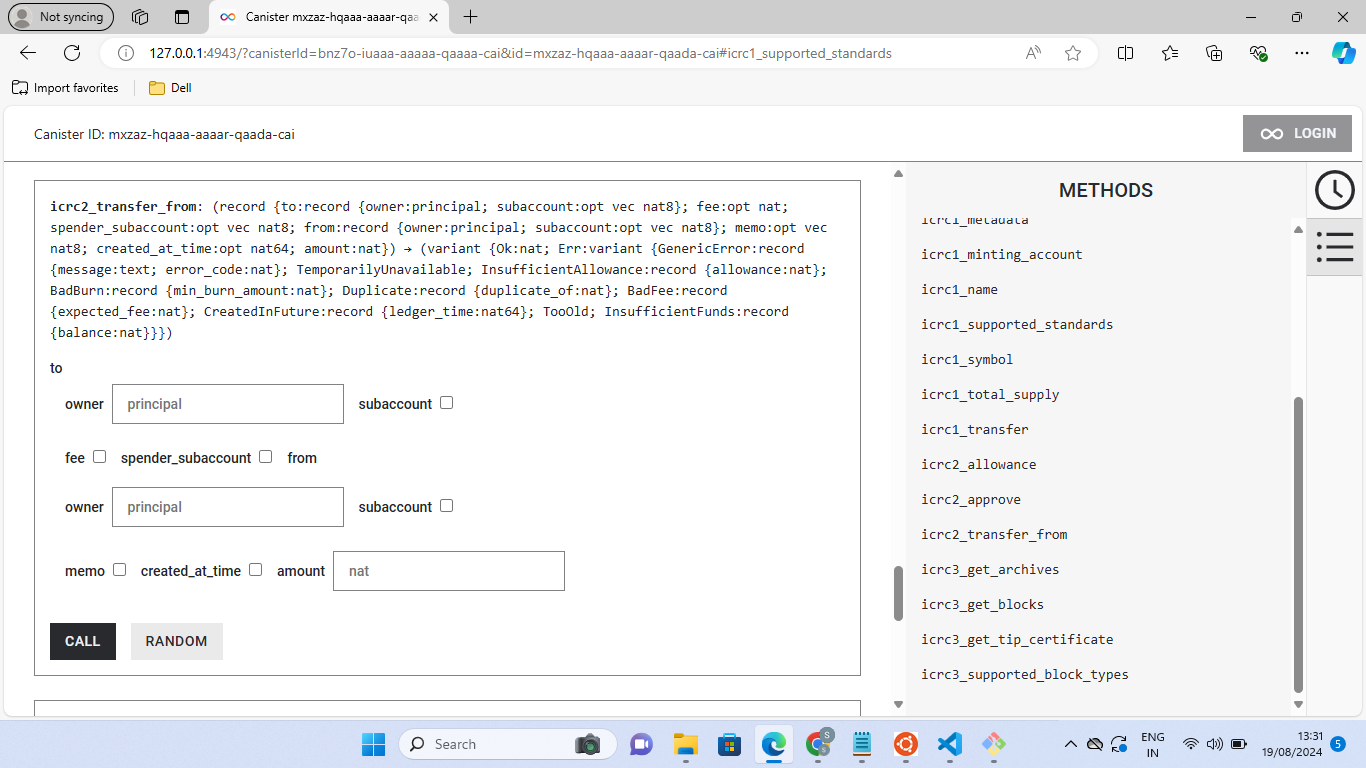 Not syncing
Canister mxzaz-hqaaa-aaaar-qaa
127.0.0.1:4943/?canisterId=bnz7o-iuaaa-aaaaa-qaaaa-cai&id=mxzaz-hqaaa-aaaar-qaada-cai#icrc1_supported_standards
Import favorites
Dell
Canister ID: mxzaz-hqaaa-aaaar-qaada-cai
LOGIN
icrc2_transfer_from: (record {to:record {owner:principal; subaccount:opt vec nat8}; fee:opt nat;
spender_subaccount:opt vec nat8; from:record {owner:principal; subaccount:opt vec nat8}; memo:opt vec
nat8; created_at_time:opt nat64; amount:nat}) → (variant {Ok:nat; Err:variant {GenericError:record
{message:text; error_code:nat}; TemporarilyUnavailable; InsufficientAllowance:record {allowance:nat};
BadBurn:record {min_burn_amount:nat}; Duplicate:record {duplicate_of:nat}; BadFee:record
{expected_fee:nat}; CreatedInFuture:record {ledger_time:nat64}; TooOld; InsufficientFunds:record
{balance:nat}}})
to
owner principal subaccount
fee spender_subaccount from
owner principal subaccount
memo created_at_time amount nat
CALL RANDOM
METHODS
icrc1_metadata
icrc1_minting_account
icrc1_name
icrc1_supported_standards
icrc1_symbol
icrc1_total_supply
icrc1_transfer
icrc2_allowance
icrc2_approve
icrc2_transfer_from
icrc3_get_archives
icrc3_get_blocks
icrc3_get_tip_certificate
icrc3_supported_block_types
Search
S
ENG
IN
13:31
19/08/2024
5